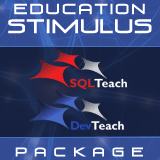 EDUCATION
STIMULUS
SQLTeach
DevTeach
PACKAGE